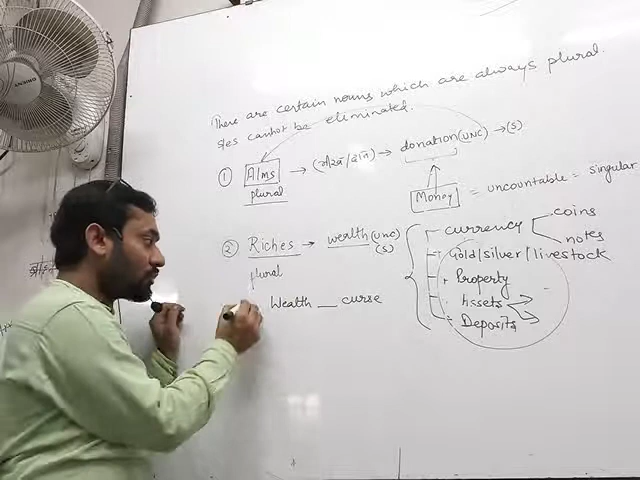 There are certain nouns which are always plural.
s/es cannot be eliminated.
① Alms → → donation (UNC) → (S)
plural
Money = uncountable = singular
② Riches → wealth (UNC)
(S)
plural
currency
coins
notes
Gold/silver/livestock
Property
Assets →
Deposits →
Wealth __ curse